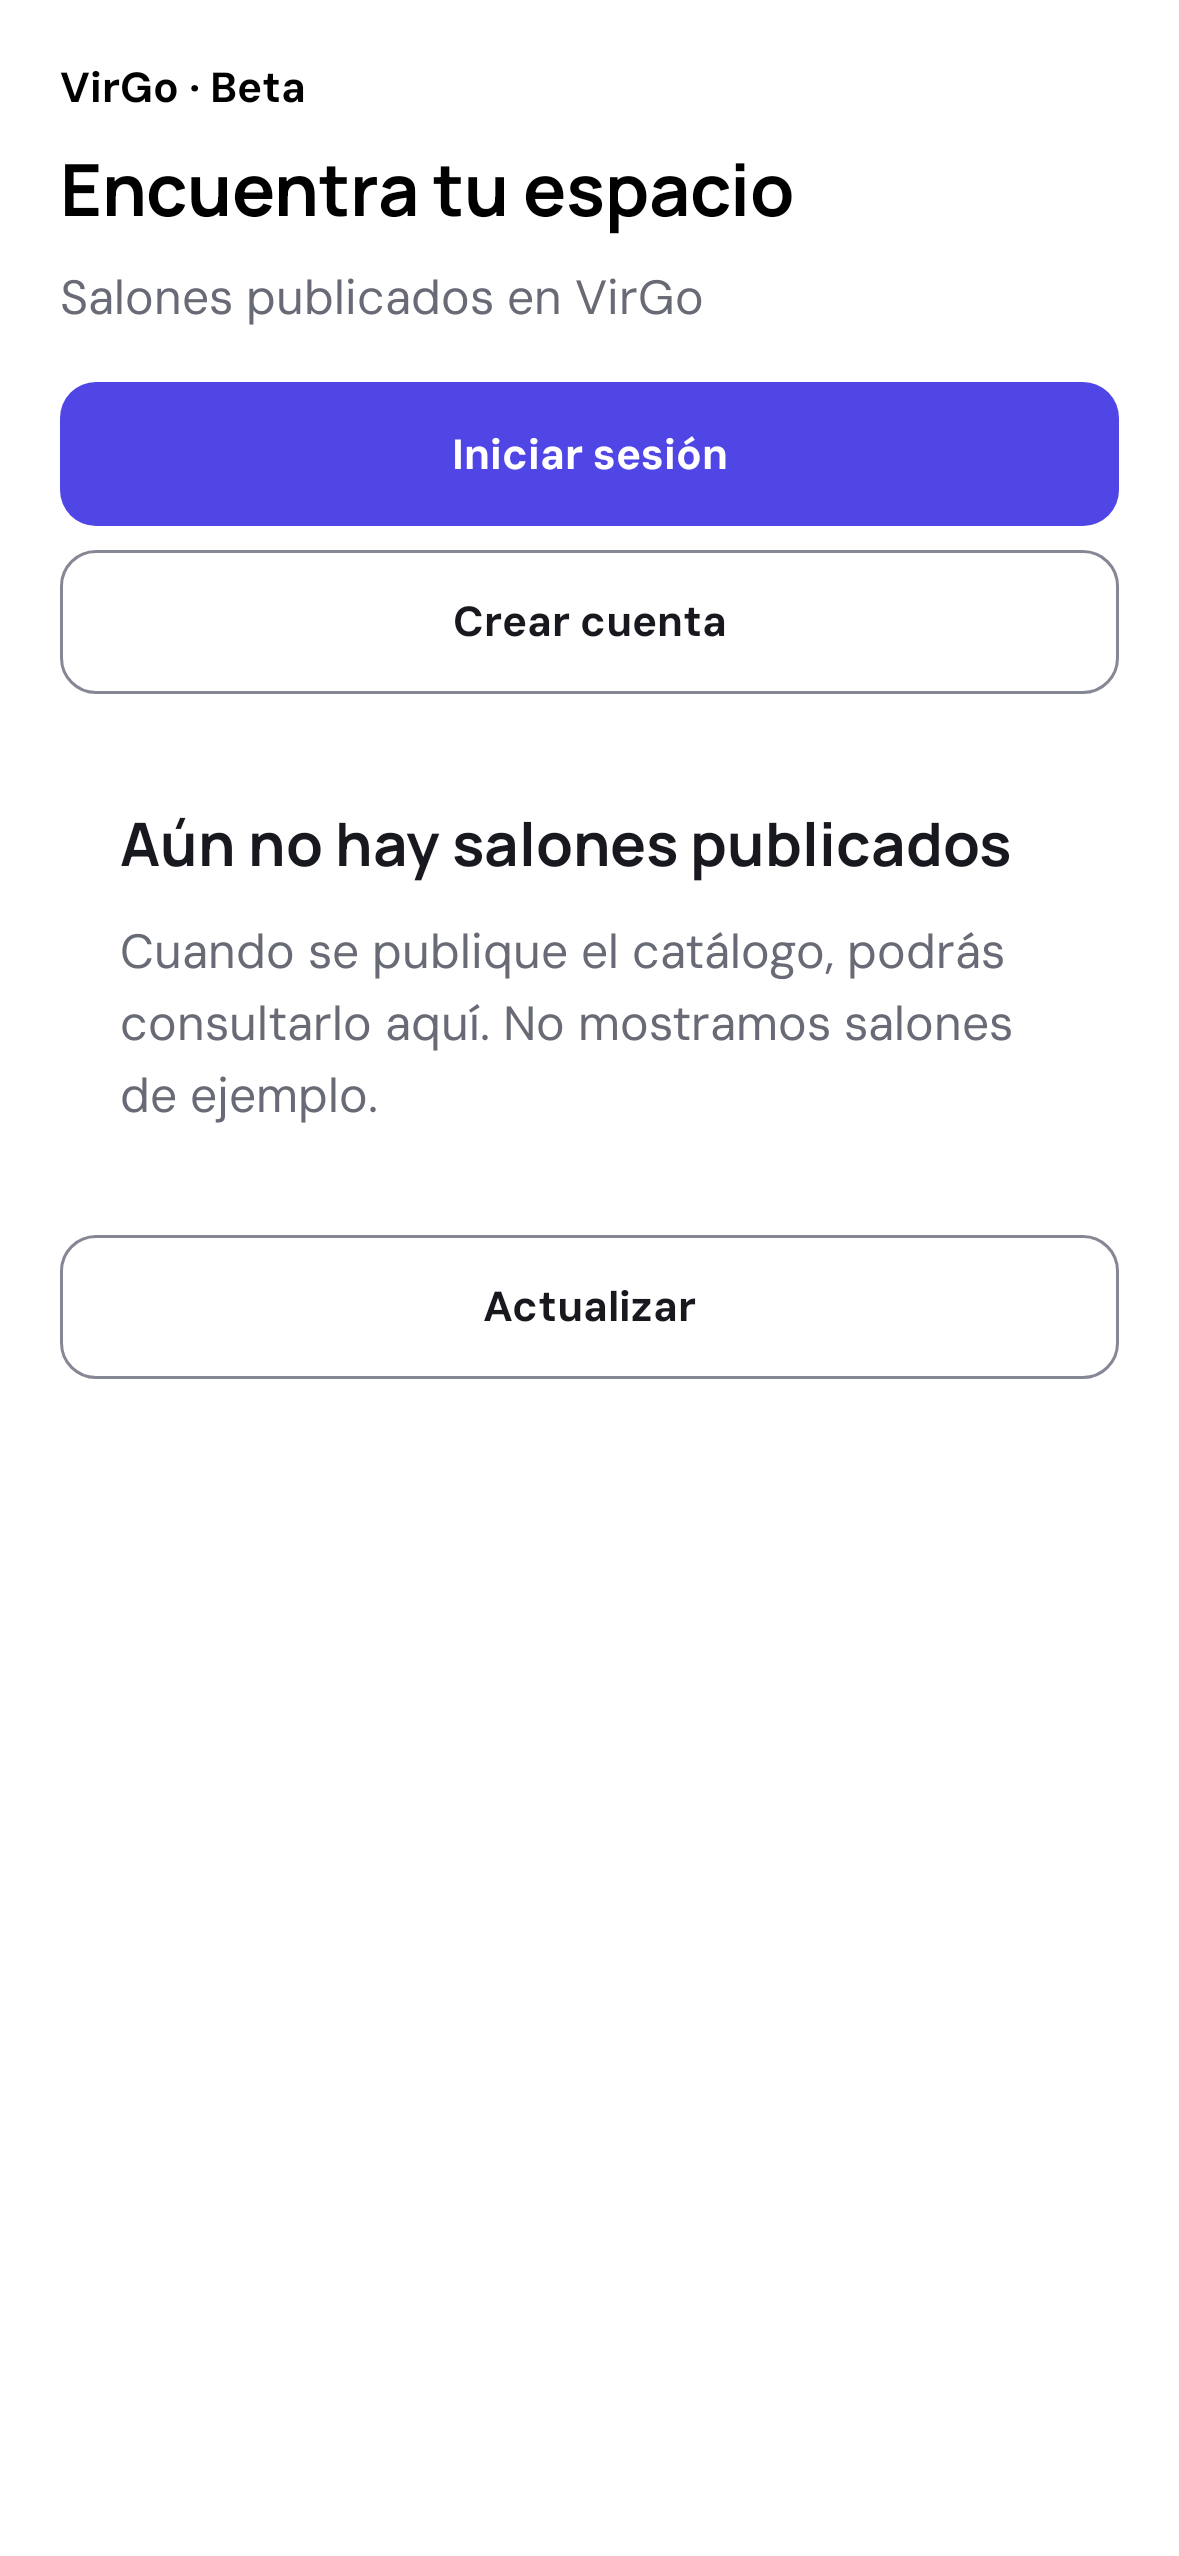 VirGo · Beta
Encuentra tu espacio
Salones publicados en VirGo
Iniciar sesión
Crear cuenta
Aún no hay salones publicados
Cuando se publique el catálogo, podrás
consultarlo aquí. No mostramos salones
de ejemplo.
Actualizar